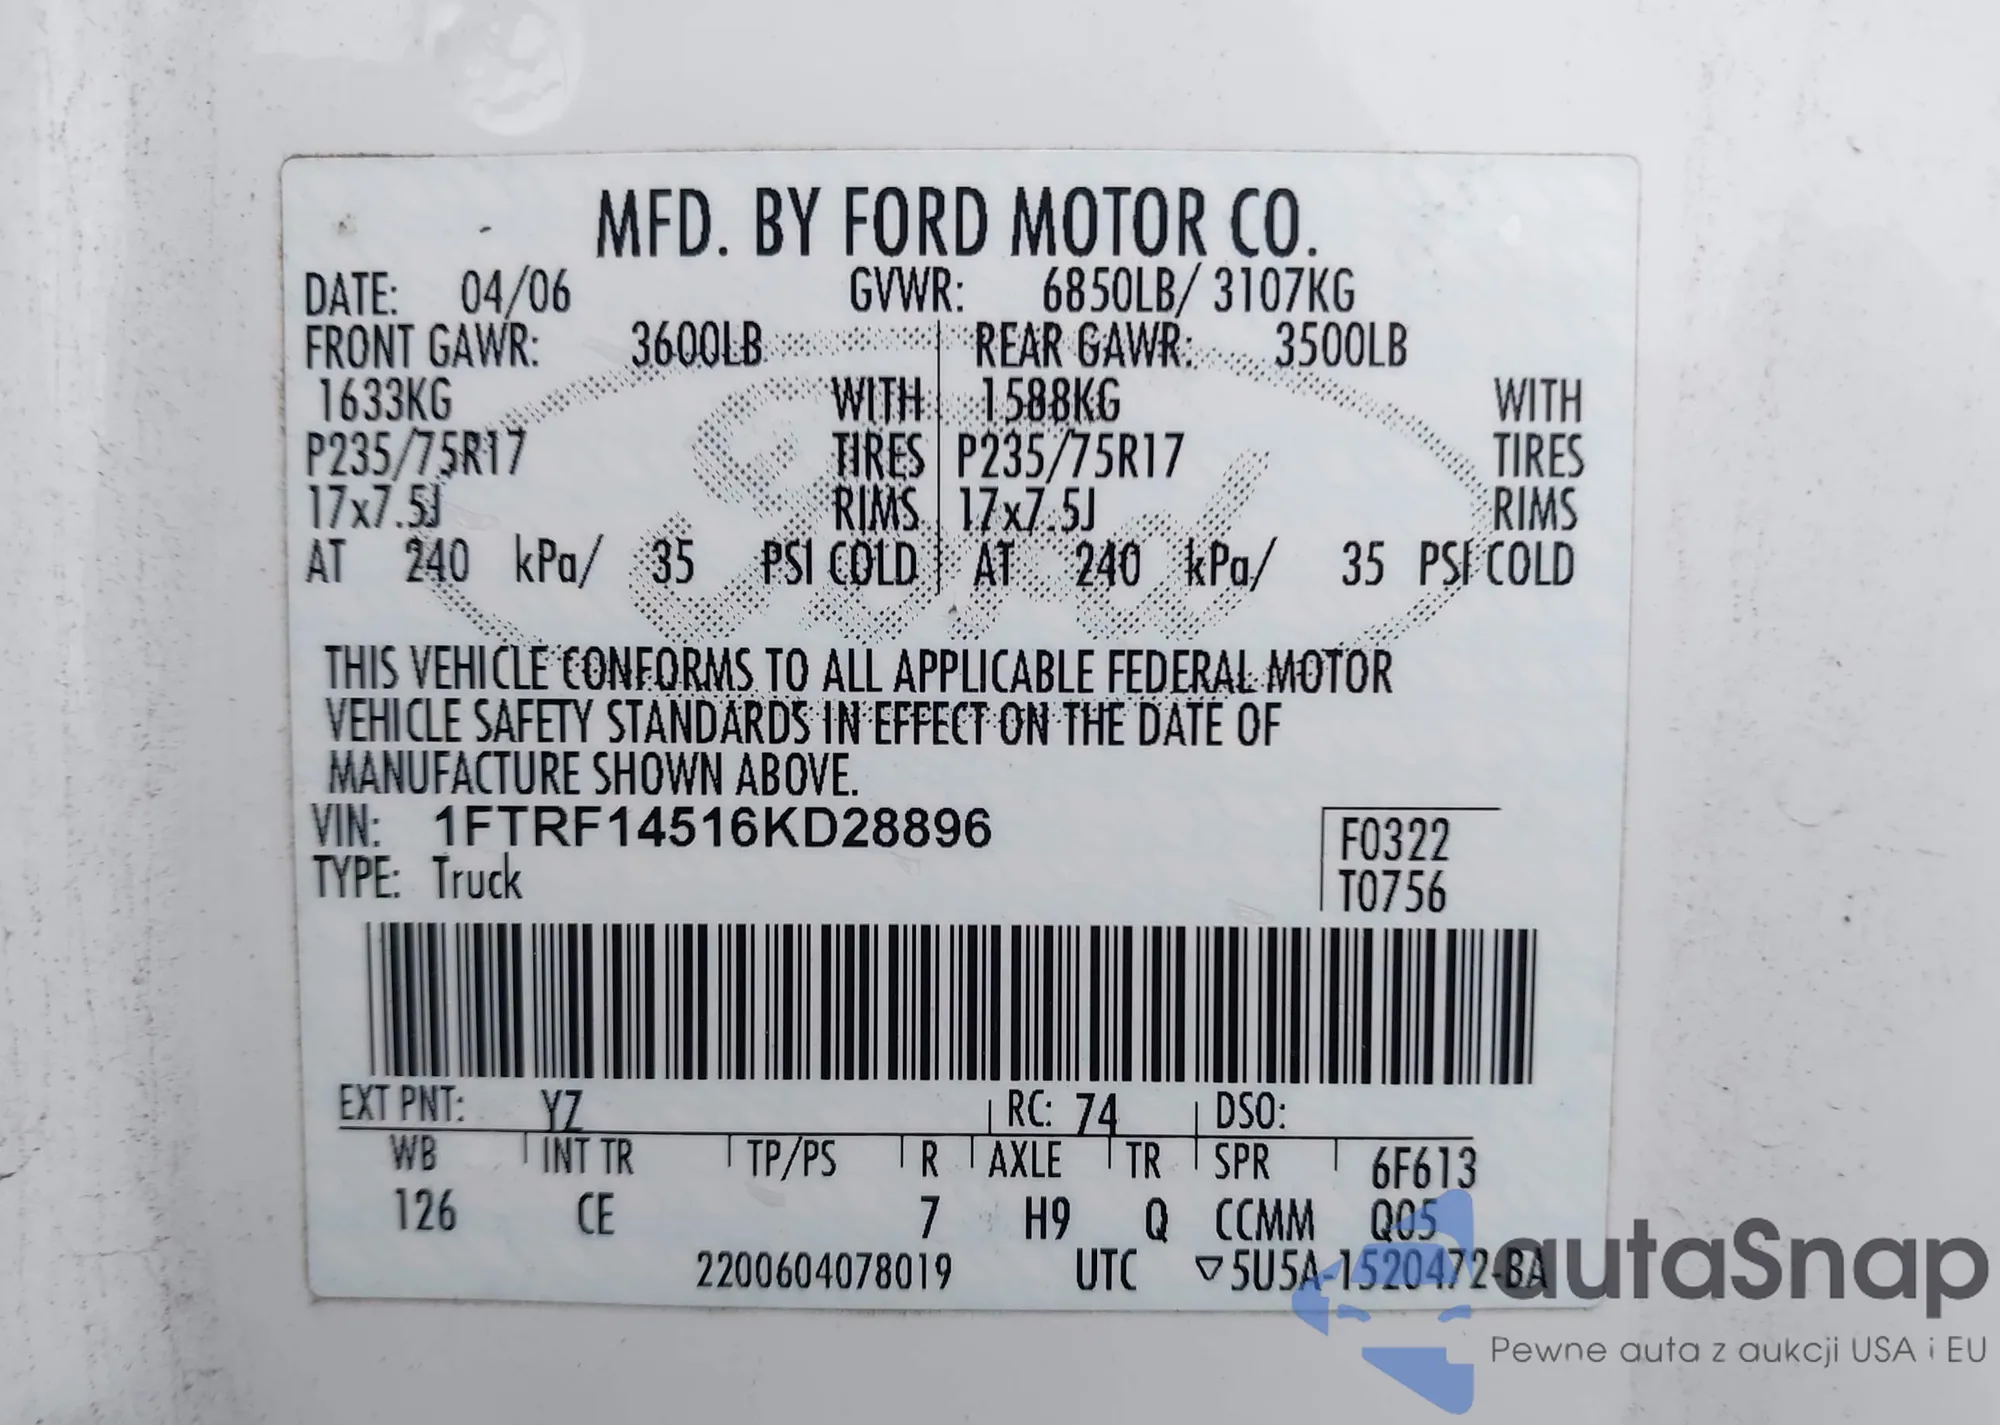 MFD. BY FORD MOTOR CO.
DATE: 04/06 GVWR: 6850LB/ 3107KG
FRONT GAWR: 3600LB REAR GAWR: 3500LB
1633KG WITH 1588KG WITH
P235/75R17 TIRES P235/75R17 TIRES
17x7.5J RIMS 17x7.5J RIMS
AT 240 kPa/ 35 PSI COLD AT 240 kPa/ 35 PSI COLD
Ford
THIS VEHICLE CONFORMS TO ALL APPLICABLE FEDERAL MOTOR
VEHICLE SAFETY STANDARDS IN EFFECT ON THE DATE OF
MANUFACTURE SHOWN ABOVE.
VIN: 1FTRF14516KD28896 F0322
TYPE: Truck T0756
EXT PNT: YZ RC: 74 DSO:
WB INT TR TP/PS R AXLE TR SPR 6F613
126 CE 7 H9 Q CCMM Q05
2200604078019 UTC ▽5U5A-1520472-BA
autaSnap
Pewne auta z aukcji USA i EU